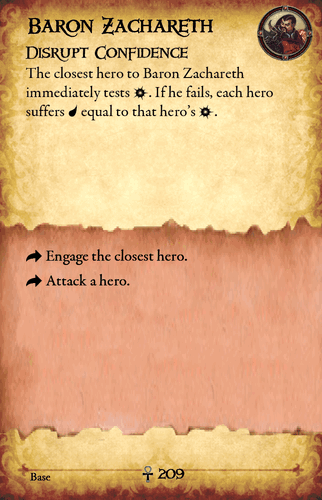 Baron Zachareth
Disrupt Confidence
The closest hero to Baron Zachareth
immediately tests . If he fails, each hero
suffers equal to that hero's .
Engage the closest hero.
Attack a hero.
Base
209